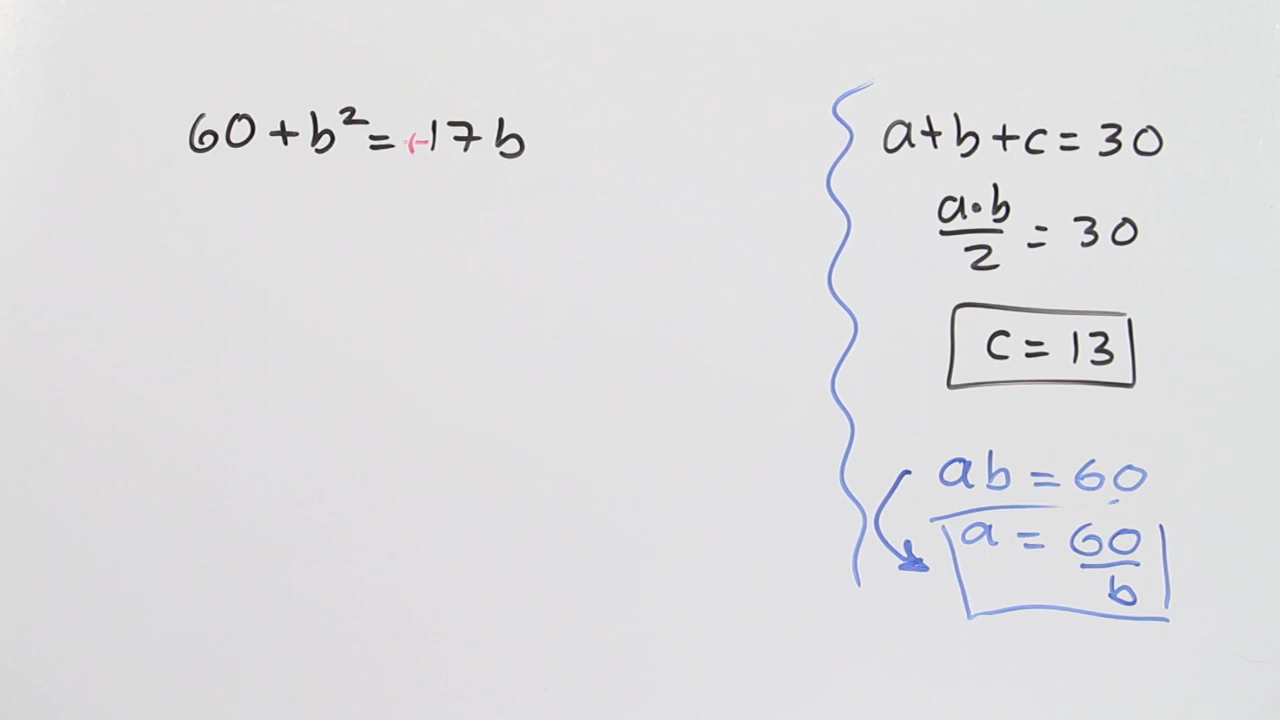 60+b²=(-17b
a+b+c=30
a·b/2 = 30
c = 13
ab = 60
a = 60/b